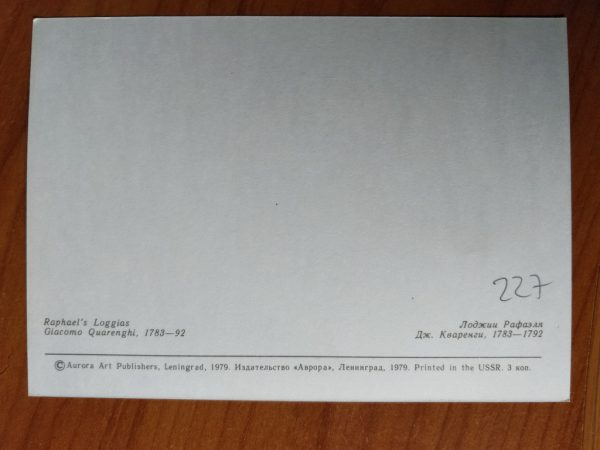 227
Raphael's Loggias
Giacomo Quarenghi, 1783—92
Лоджии Рафаэля
Дж. Кваренги, 1783—1792
©Aurora Art Publishers, Leningrad, 1979. Издательство «Аврора», Ленинград, 1979. Printed in the USSR. 3 коп.